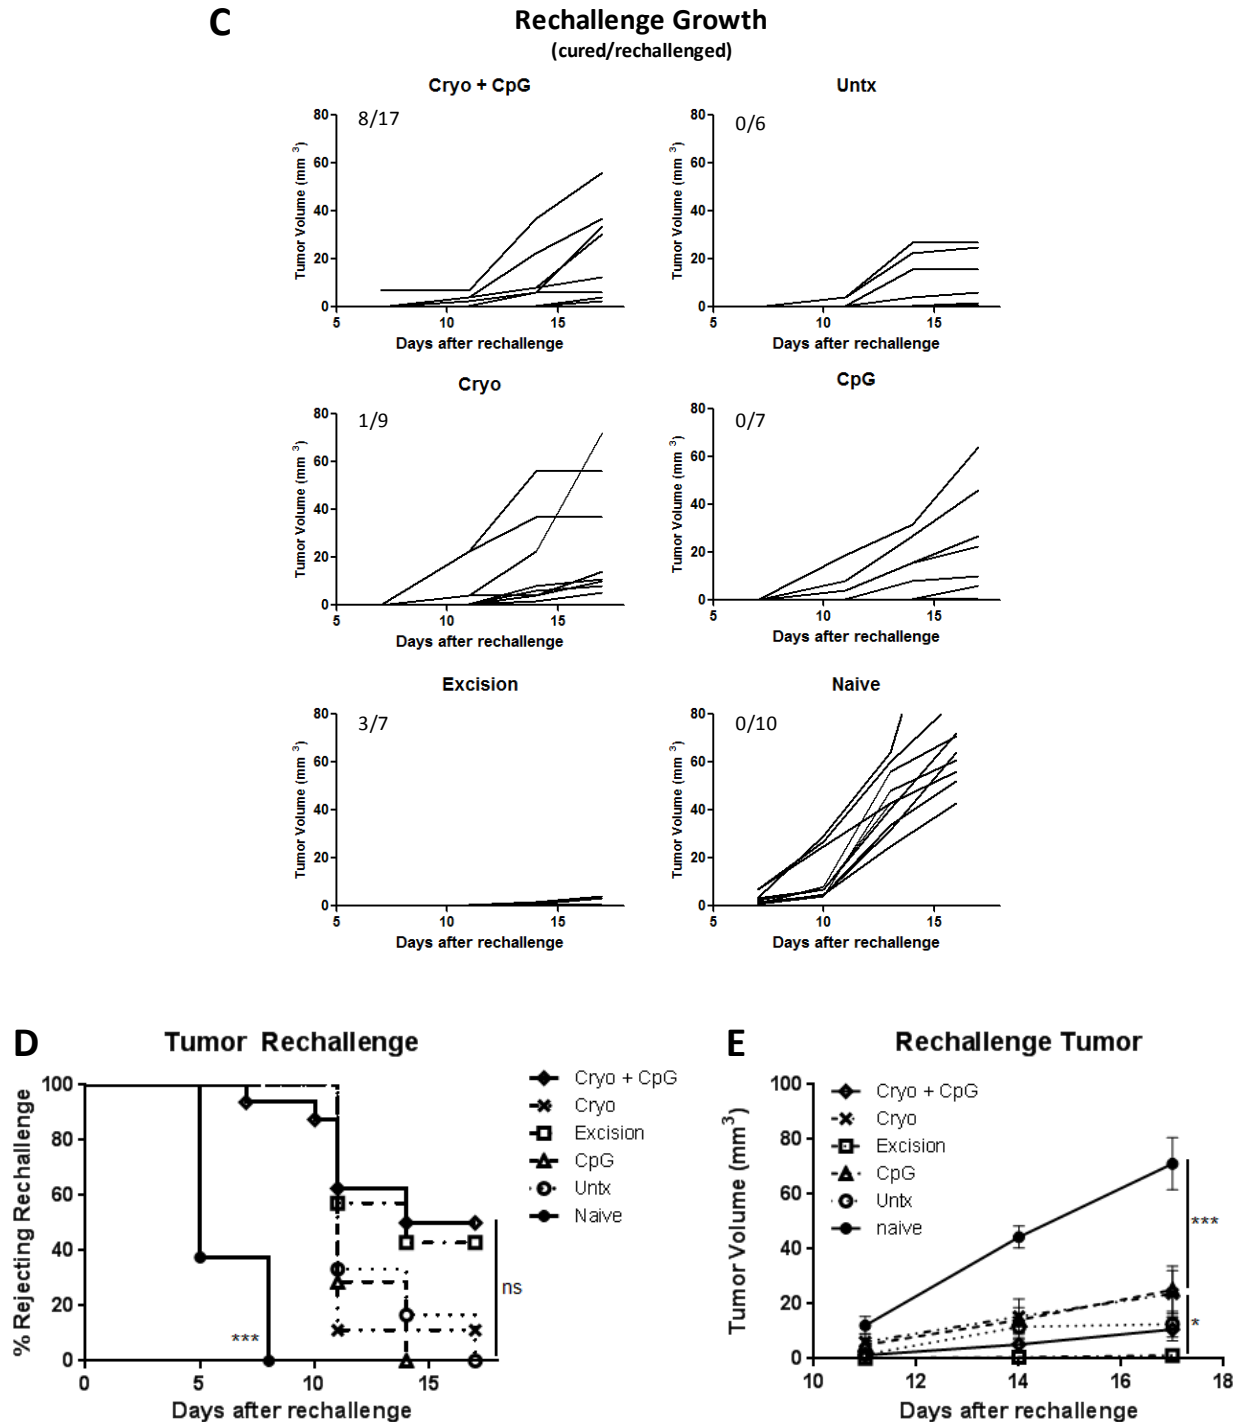 C
Rechallenge Growth
(cured/rechallenged)
Cryo + CpG
8/17
80
60
40
20
0
Tumor Volume (mm 3)
5
10
15
Days after rechallenge
Untx
0/6
80
60
40
20
0
Tumor Volume (mm 3)
5
10
15
Days after rechallenge
Cryo
1/9
80
60
40
20
0
Tumor Volume (mm 3)
5
10
15
Days after rechallenge
CpG
0/7
80
60
40
20
0
Tumor Volume (mm 3)
5
10
15
Days after rechallenge
Excision
3/7
80
60
40
20
0
Tumor Volume (mm 3)
5
10
15
Days after rechallenge
Naive
0/10
80
60
40
20
0
Tumor Volume (mm 3)
5
10
15
Days after rechallenge
D
Tumor Rechallenge
100
80
60
40
20
0
% Rejecting Rechallenge
0
5
10
15
Days after rechallenge
***
ns
Cryo + CpG
Cryo
Excision
CpG
Untx
Naive
E
Rechallenge Tumor
100
80
60
40
20
0
Tumor Volume (mm3)
10
12
14
16
18
Days after rechallenge
Cryo + CpG
Cryo
Excision
CpG
Untx
naive
***
*